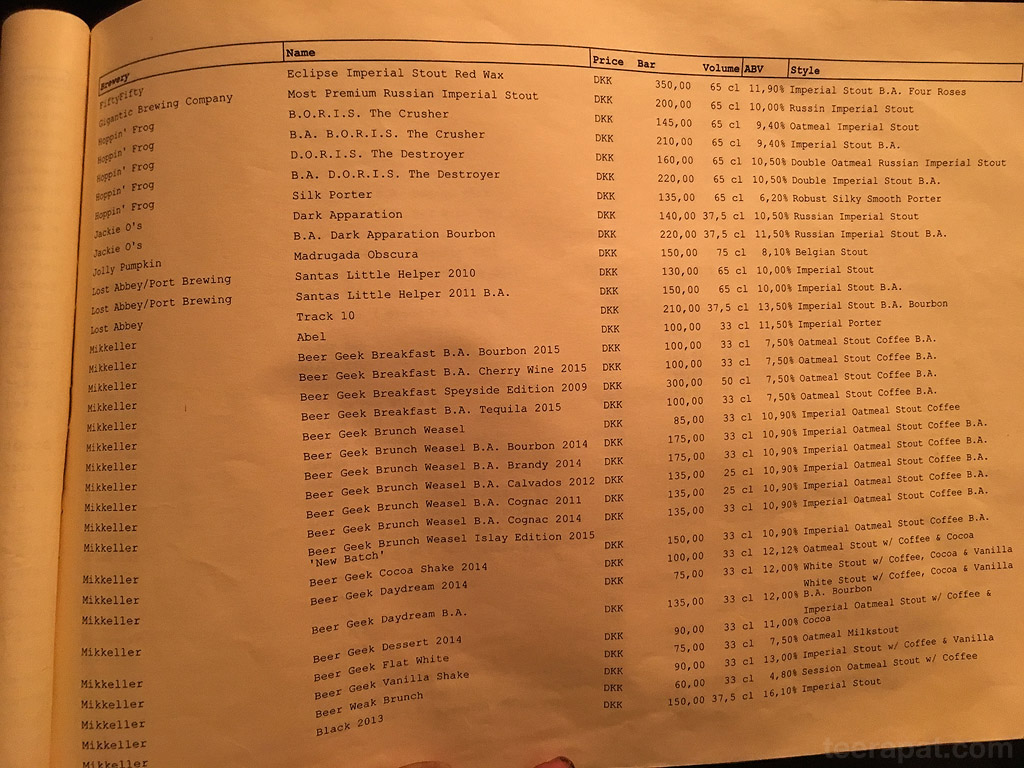 Brewery Name Price Bar Volume ABV Style
FiftyFifty Eclipse Imperial Stout Red Wax DKK 350,00 65 cl 11,90% Imperial Stout B.A. Four Roses
Gigantic Brewing Company Most Premium Russian Imperial Stout DKK 200,00 65 cl 10,00% Russin Imperial Stout
Hoppin' Frog B.O.R.I.S. The Crusher DKK 145,00 65 cl 9,40% Oatmeal Imperial Stout
Hoppin' Frog B.A. B.O.R.I.S. The Crusher DKK 210,00 65 cl 9,40% Imperial Stout B.A.
Hoppin' Frog D.O.R.I.S. The Destroyer DKK 160,00 65 cl 10,50% Double Oatmeal Russian Imperial Stout
Hoppin' Frog B.A. D.O.R.I.S. The Destroyer DKK 220,00 65 cl 10,50% Double Imperial Stout B.A.
Hoppin' Frog Silk Porter DKK 135,00 65 cl 6,20% Robust Silky Smooth Porter
Jackie O's Dark Apparation DKK 140,00 37,5 cl 10,50% Russian Imperial Stout
Jackie O's B.A. Dark Apparation Bourbon DKK 220,00 37,5 cl 11,50% Russian Imperial Stout B.A.
Jolly Pumpkin Madrugada Obscura DKK 150,00 75 cl 8,10% Belgian Stout
Lost Abbey/Port Brewing Santas Little Helper 2010 DKK 130,00 65 cl 10,00% Imperial Stout
Lost Abbey/Port Brewing Santas Little Helper 2011 B.A. DKK 150,00 65 cl 10,00% Imperial Stout B.A.
Lost Abbey Track 10 DKK 210,00 37,5 cl 13,50% Imperial Stout B.A. Bourbon
Mikkeller Abel DKK 100,00 33 cl 11,50% Imperial Porter
Mikkeller Beer Geek Breakfast B.A. Bourbon 2015 DKK 100,00 33 cl 7,50% Oatmeal Stout Coffee B.A.
Mikkeller Beer Geek Breakfast B.A. Cherry Wine 2015 DKK 100,00 33 cl 7,50% Oatmeal Stout Coffee B.A.
Mikkeller Beer Geek Breakfast Speyside Edition 2009 DKK 300,00 50 cl 7,50% Oatmeal Stout Coffee B.A.
Mikkeller Beer Geek Breakfast B.A. Tequila 2015 DKK 100,00 33 cl 7,50% Oatmeal Stout Coffee B.A.
Mikkeller Beer Geek Brunch Weasel DKK 85,00 33 cl 10,90% Imperial Oatmeal Stout Coffee
Mikkeller Beer Geek Brunch Weasel B.A. Bourbon 2014 DKK 175,00 33 cl 10,90% Imperial Oatmeal Stout Coffee B.A.
Mikkeller Beer Geek Brunch Weasel B.A. Brandy 2014 DKK 175,00 33 cl 10,90% Imperial Oatmeal Stout Coffee B.A.
Mikkeller Beer Geek Brunch Weasel B.A. Calvados 2012 DKK 135,00 25 cl 10,90% Imperial Oatmeal Stout Coffee B.A.
Mikkeller Beer Geek Brunch Weasel B.A. Cognac 2011 DKK 135,00 25 cl 10,90% Imperial Oatmeal Stout Coffee B.A.
Mikkeller Beer Geek Brunch Weasel B.A. Cognac 2014 DKK 135,00 33 cl 10,90% Imperial Oatmeal Stout Coffee B.A.
Mikkeller Beer Geek Brunch Weasel Islay Edition 2015 DKK 150,00 33 cl 10,90% Imperial Oatmeal Stout Coffee B.A.
'New Batch'
Mikkeller Beer Geek Cocoa Shake 2014 DKK 100,00 33 cl 12,12% Oatmeal Stout w/ Coffee & Cocoa
Mikkeller Beer Geek Daydream 2014 DKK 75,00 33 cl 12,00% White Stout w/ Coffee, Cocoa & Vanilla
Mikkeller Beer Geek Daydream B.A. DKK 135,00 33 cl 12,00% White Stout w/ Coffee, Cocoa & Vanilla
B.A. Bourbon
Mikkeller Beer Geek Dessert 2014 DKK 90,00 33 cl 11,00% Imperial Oatmeal Stout w/ Coffee &
Cocoa
Mikkeller Beer Geek Flat White DKK 75,00 33 cl 7,50% Oatmeal Milkstout
Mikkeller Beer Geek Vanilla Shake DKK 90,00 33 cl 13,00% Imperial Stout w/ Coffee & Vanilla
Mikkeller Beer Weak Brunch DKK 60,00 33 cl 4,80% Session Oatmeal Stout w/ Coffee
Mikkeller Black 2013 DKK 150,00 37,5 cl 16,10% Imperial Stout
teerapat.com